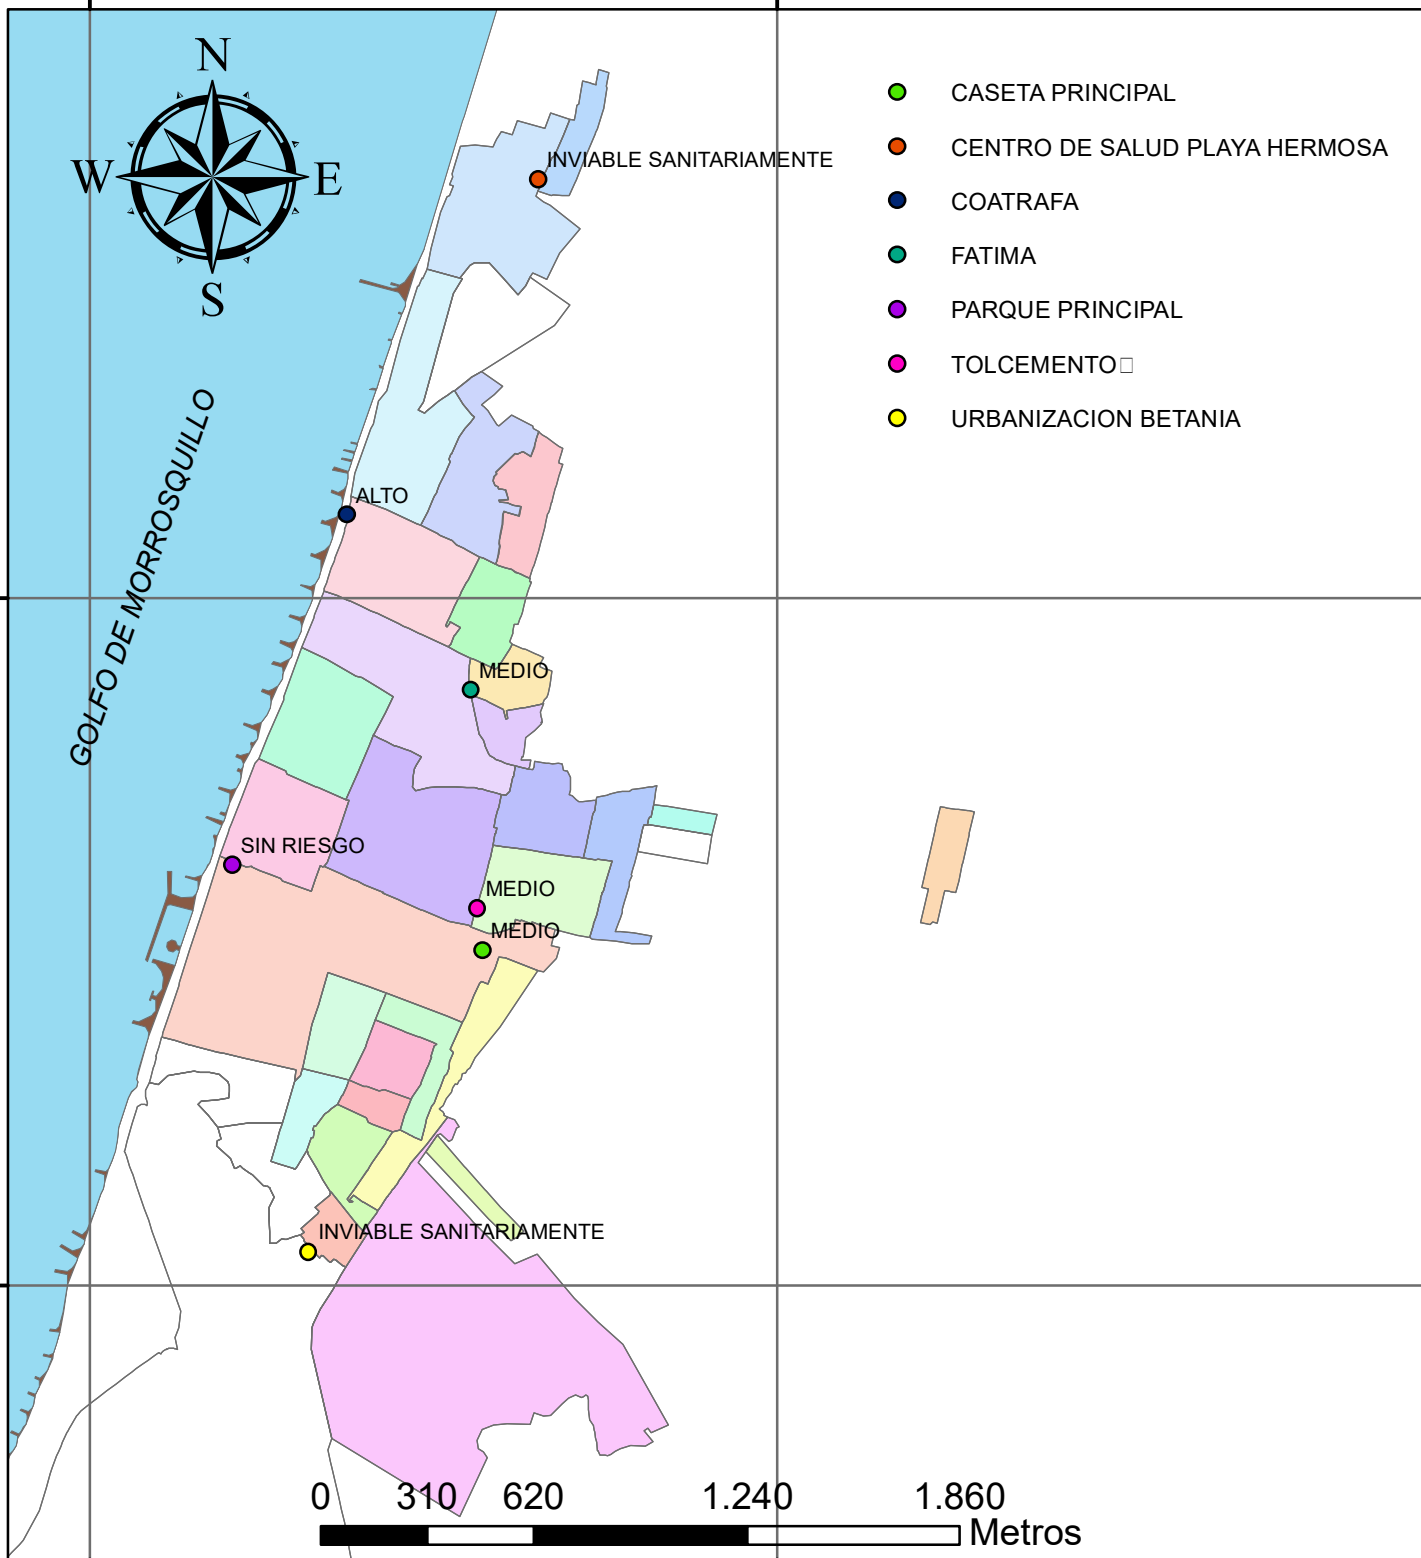 N
W
E
S
CASETA PRINCIPAL
CENTRO DE SALUD PLAYA HERMOSA
COATRAFA
FATIMA
PARQUE PRINCIPAL
TOLCEMENTO□
URBANIZACION BETANIA
INVIABLE SANITARIAMENTE
GOLFO DE MORROSQUILLO
ALTO
MEDIO
SIN RIESGO
MEDIO
MEDIO
INVIABLE SANITARIAMENTE
0 310 620 1.240 1.860
Metros